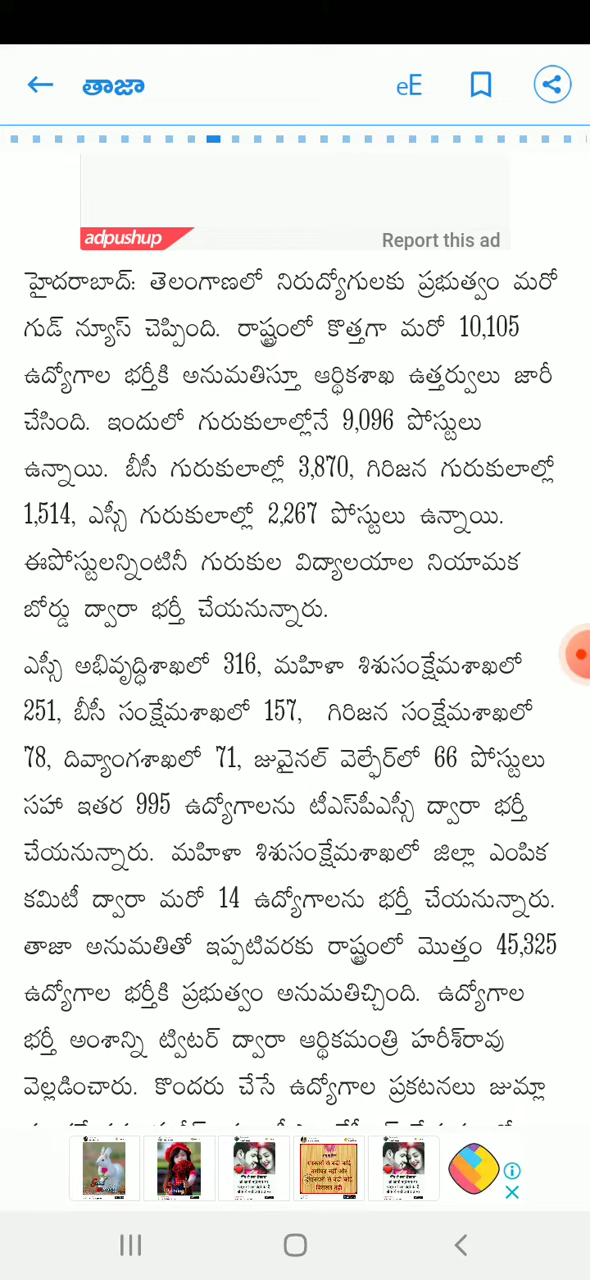 తాజా
eE
adpushup
Report this ad
హైదరాబాద్: తెలంగాణలో నిరుద్యోగులకు ప్రభుత్వం మరో
గుడ్ న్యూస్ చెప్పింది. రాష్ట్రంలో కొత్తగా మరో 10,105
ఉద్యోగాల భర్తీకి అనుమతిస్తూ ఆర్థికశాఖ ఉత్తర్వులు జారీ
చేసింది. ఇందులో గురుకులాల్లోనే 9,096 పోస్టులు
ఉన్నాయి. బీసీ గురుకులాల్లో 3,870, గిరిజన గురుకులాల్లో
1,514, ఎస్సీ గురుకులాల్లో 2,267 పోస్టులు ఉన్నాయి.
ఈపోస్టులన్నింటినీ గురుకుల విద్యాలయాల నియామక
బోర్డు ద్వారా భర్తీ చేయనున్నారు.
ఎస్సీ అభివృద్ధిశాఖలో 316, మహిళా శిశుసంక్షేమశాఖలో
251, బీసీ సంక్షేమశాఖలో 157, గిరిజన సంక్షేమశాఖలో
78, దివ్యాంగశాఖలో 71, జువైనల్ వెల్ఫేర్‌లో 66 పోస్టులు
సహా ఇతర 995 ఉద్యోగాలను టీఎస్‌పీఎస్సీ ద్వారా భర్తీ
చేయనున్నారు. మహిళా శిశుసంక్షేమశాఖలో జిల్లా ఎంపిక
కమిటీ ద్వారా మరో 14 ఉద్యోగాలను భర్తీ చేయనున్నారు.
తాజా అనుమతితో ఇప్పటివరకు రాష్ట్రంలో మొత్తం 45,325
ఉద్యోగాల భర్తీకి ప్రభుత్వం అనుమతిచ్చింది. ఉద్యోగాల
భర్తీ అంశాన్ని ట్విటర్ ద్వారా ఆర్థికమంత్రి హరీశ్‌రావు
వెల్లడించారు. కొందరు చేసే ఉద్యోగాల ప్రకటనలు జుమ్లా